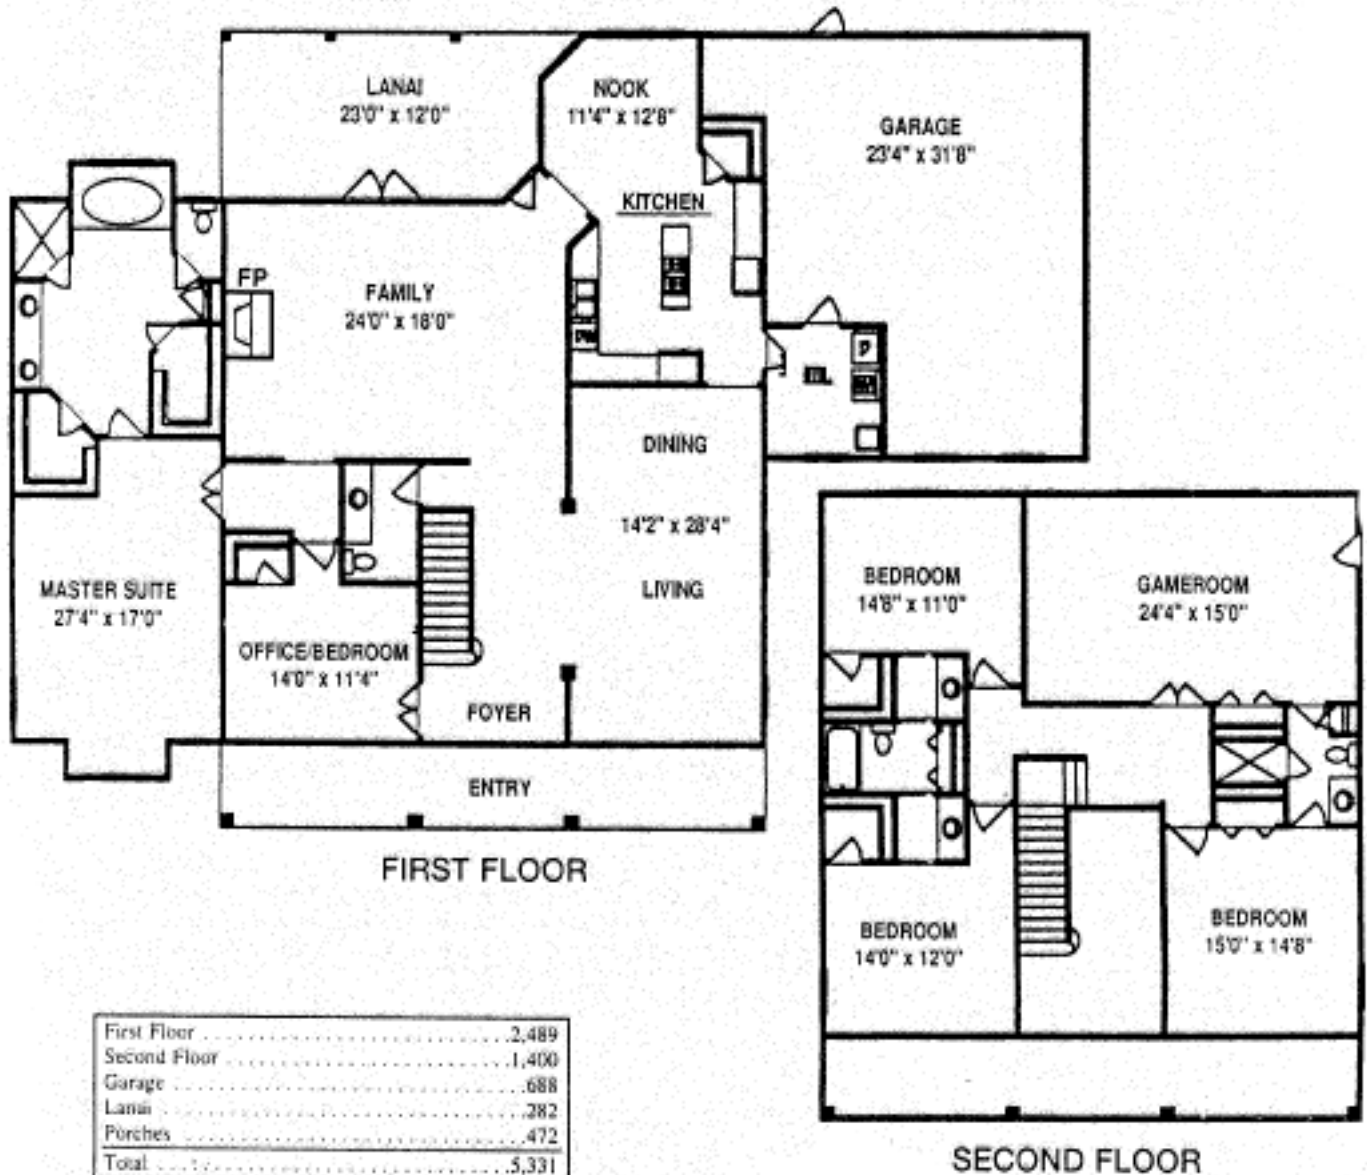 LANAI
23'0" x 12'0"
NOOK
11'4" x 12'8"
GARAGE
23'4" x 31'8"
KITCHEN
FP
FAMILY
24'0" x 18'0"
DW
D
DINING
14'2" x 28'4"
LIVING
MASTER SUITE
27'4" x 17'0"
OFFICE/BEDROOM
14'0" x 11'4"
FOYER
ENTRY
FIRST FLOOR
BEDROOM
14'8" x 11'0"
GAMEROOM
24'4" x 15'0"
BEDROOM
14'0" x 12'0"
BEDROOM
15'0" x 14'8"
SECOND FLOOR
First Floor . . . . . . . . . . 2,489
Second Floor . . . . . . . . . . 1,400
Garage . . . . . . . . . . 688
Lanai . . . . . . . . . . 282
Porches . . . . . . . . . . 472
Total . . . . . . . . . . 5,331